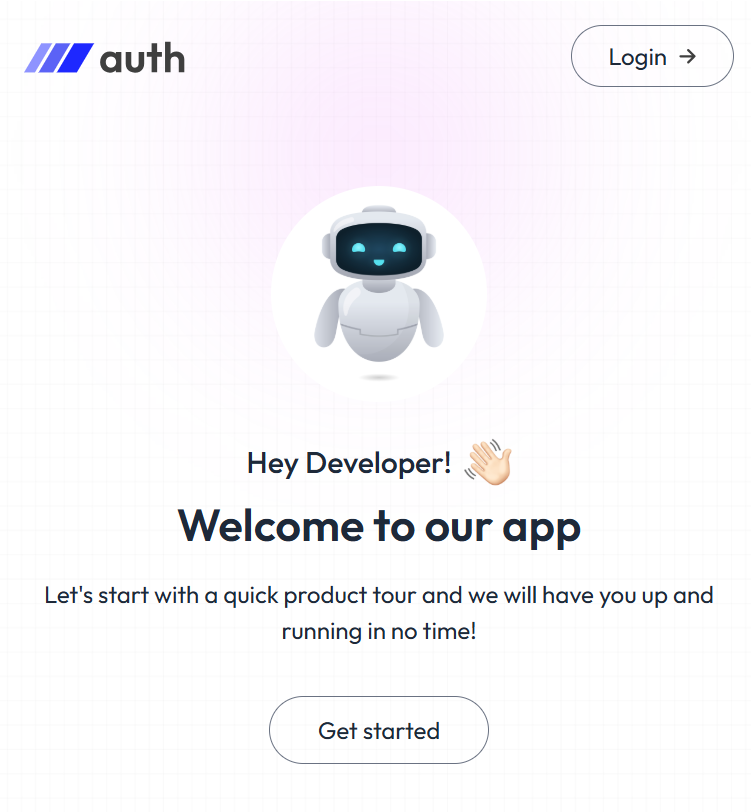 auth
Login →
Hey Developer! 👋🏻
Welcome to our app
Let's start with a quick product tour and we will have you up and
running in no time!
Get started